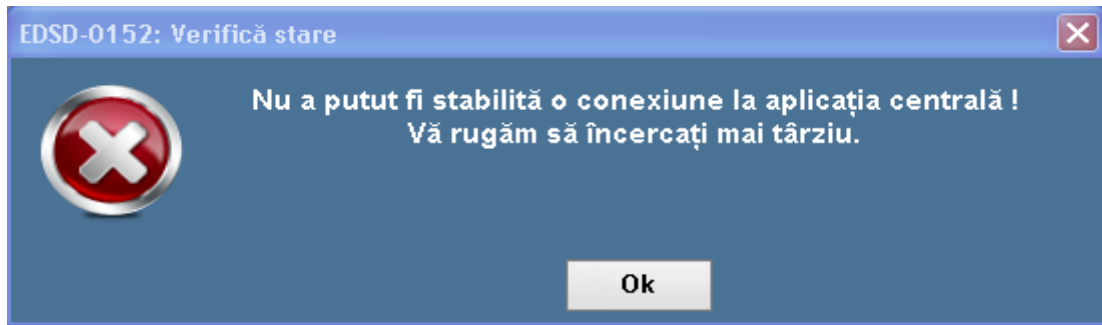 EDSD-0152: Verifică stare
Nu a putut fi stabilită o conexiune la aplicația centrală !
Vă rugăm să încercați mai târziu.
Ok